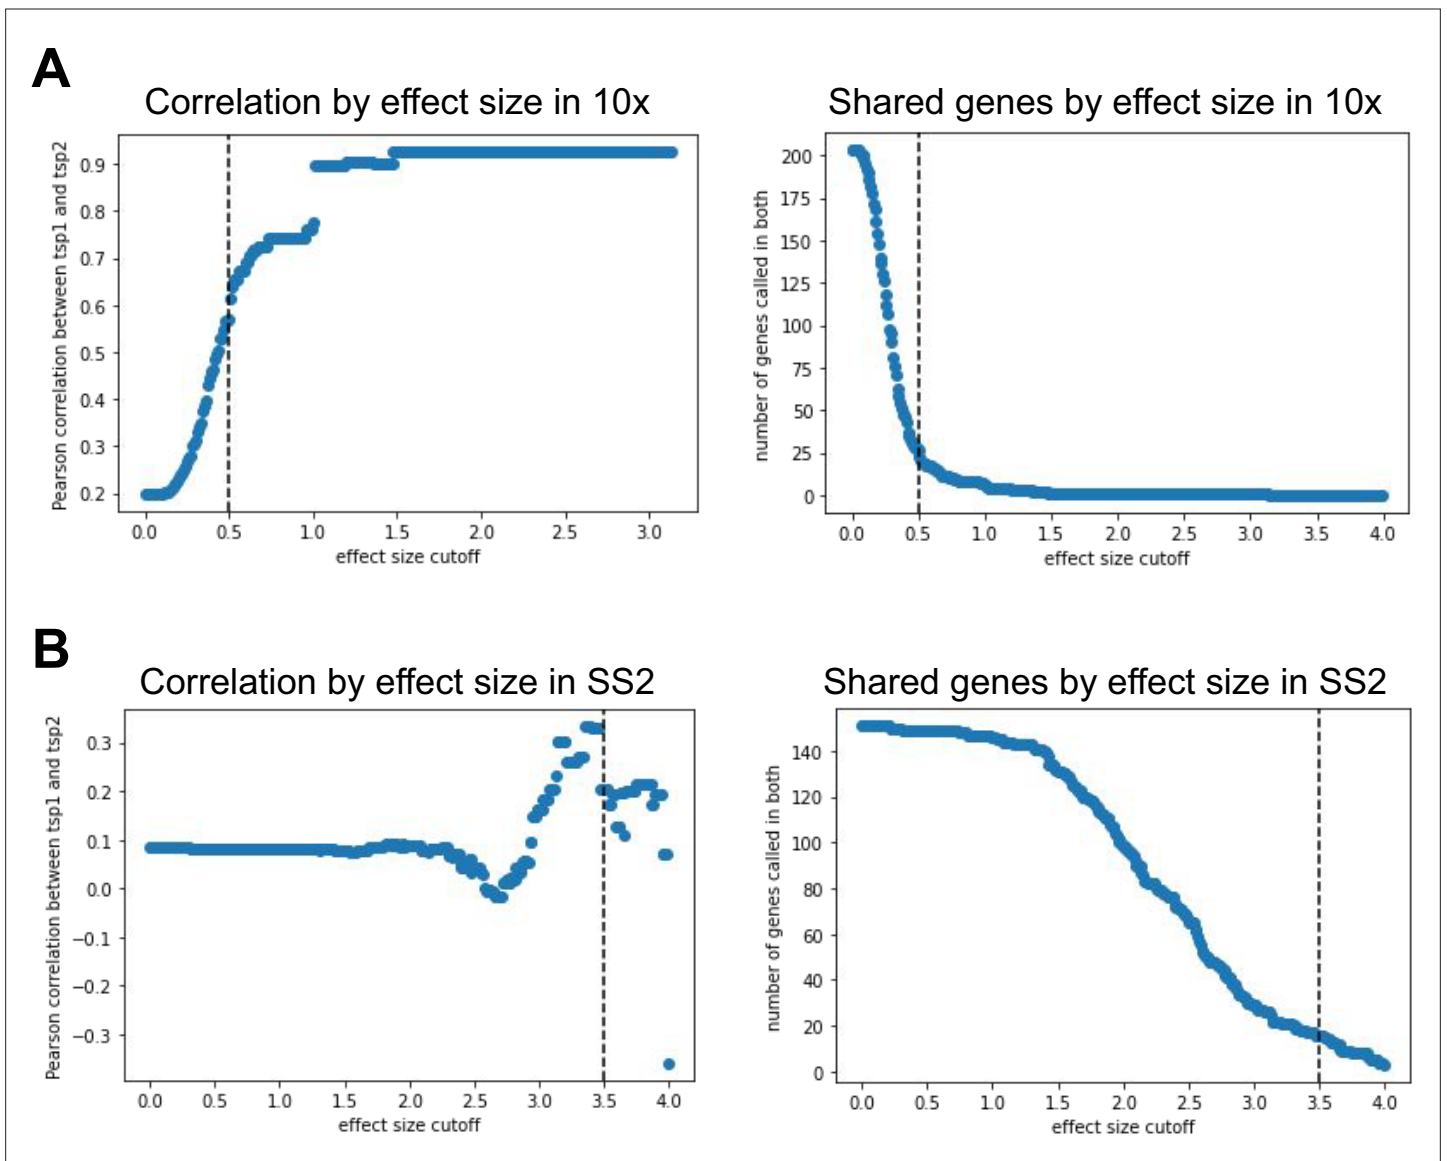 A
Correlation by effect size in 10x
Pearson correlation between tsp1 and tsp2
0.9
0.8
0.7
0.6
0.5
0.4
0.3
0.2
0.0 0.5 1.0 1.5 2.0 2.5 3.0
effect size cutoff
Shared genes by effect size in 10x
number of genes called in both
200
175
150
125
100
75
50
25
0
0.0 0.5 1.0 1.5 2.0 2.5 3.0 3.5 4.0
effect size cutoff
B
Correlation by effect size in SS2
Pearson correlation between tsp1 and tsp2
0.3
0.2
0.1
0.0
−0.1
−0.2
−0.3
0.0 0.5 1.0 1.5 2.0 2.5 3.0 3.5 4.0
effect size cutoff
Shared genes by effect size in SS2
number of genes called in both
140
120
100
80
60
40
20
0
0.0 0.5 1.0 1.5 2.0 2.5 3.0 3.5 4.0
effect size cutoff